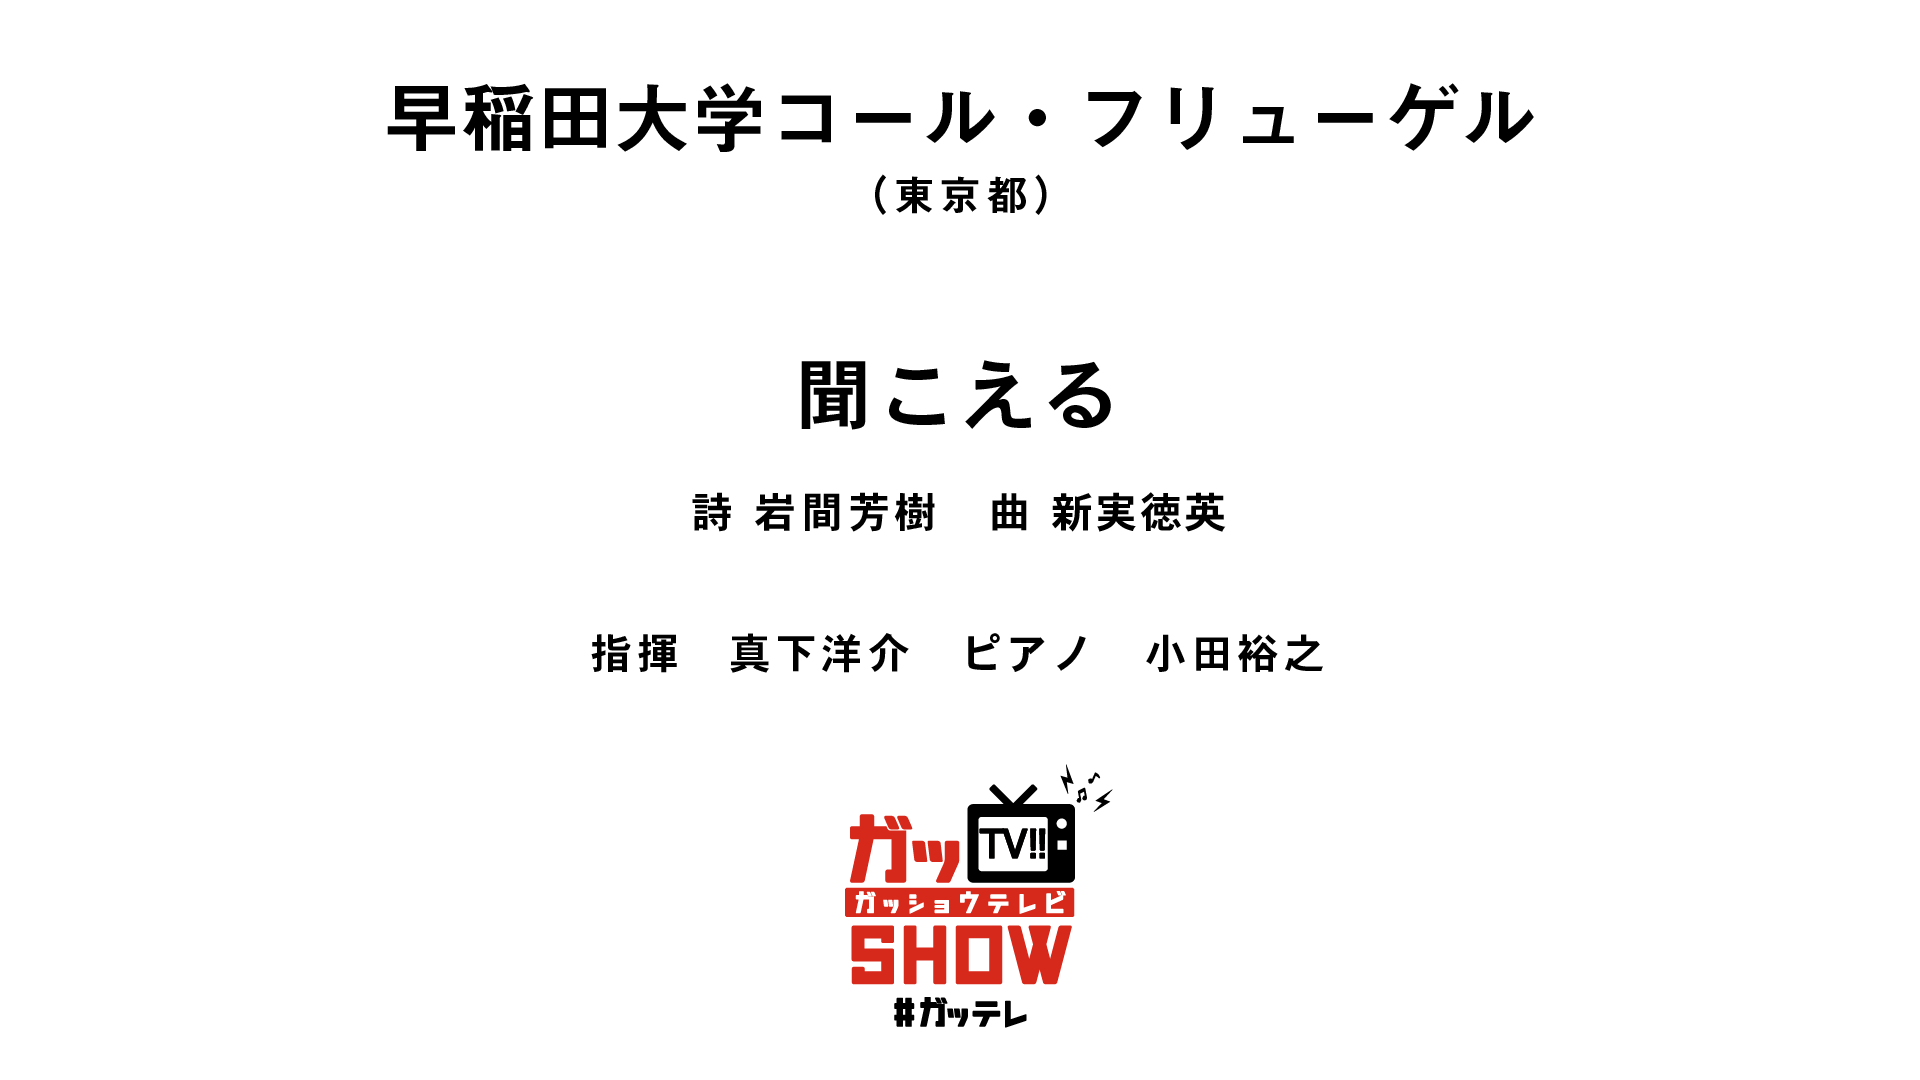 早稲田大学コール・フリューゲル
（東京都）
聞こえる
詩 岩間芳樹　曲 新実徳英
指揮　真下洋介　ピアノ　小田裕之
ガッ TV!!
ガッショウテレビ
SHOW
#ガッテレ